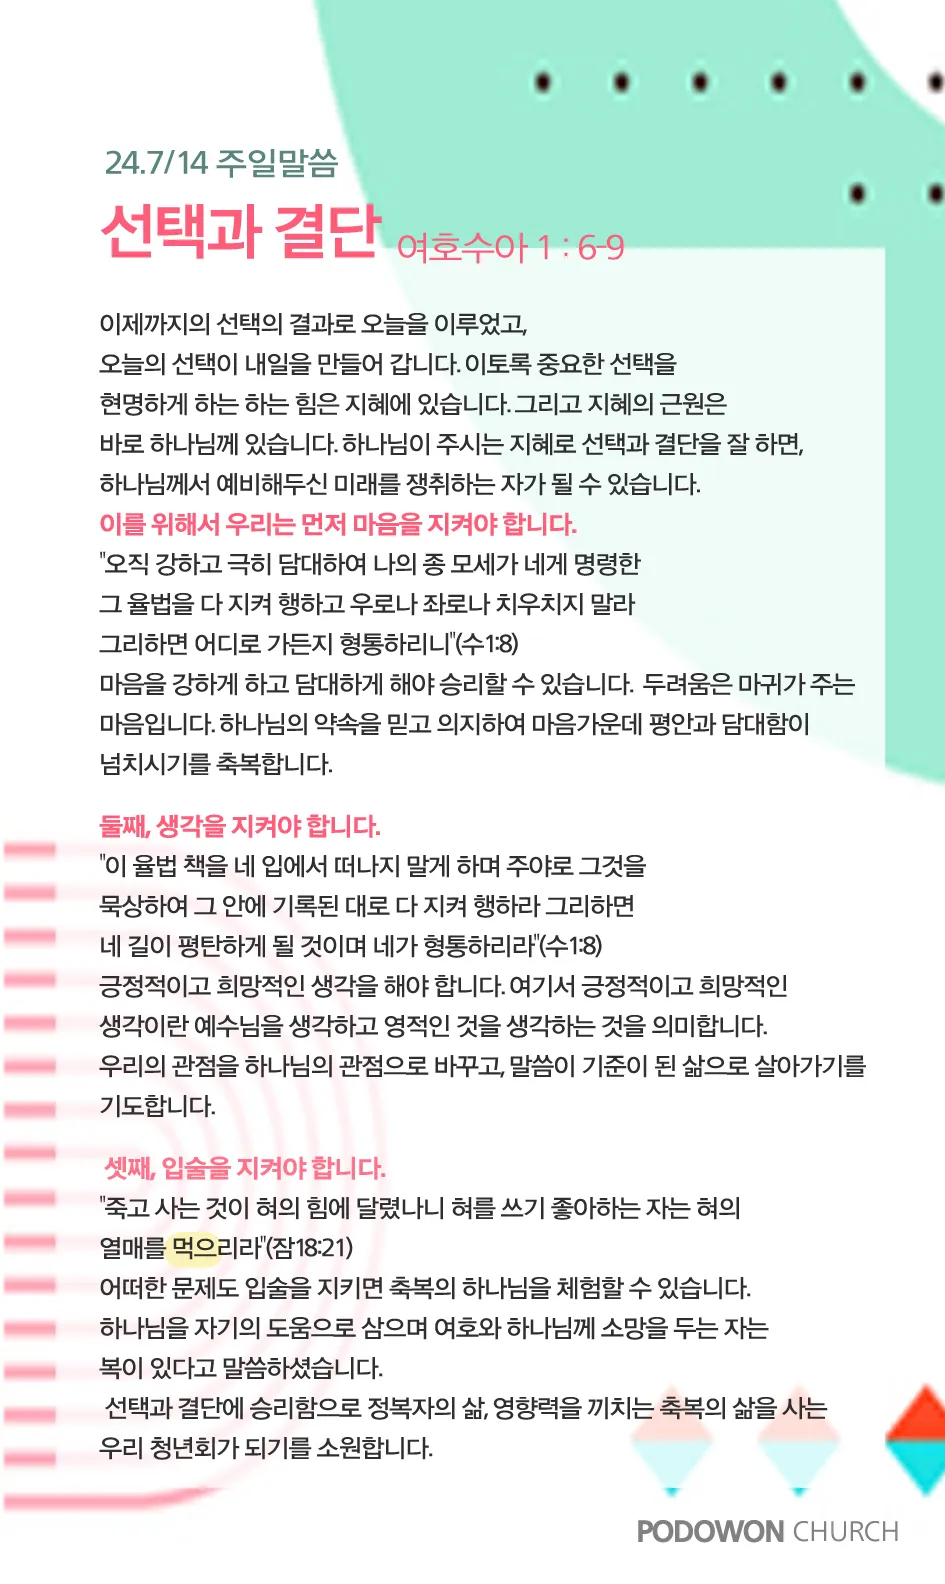 24.7/14 주일말씀
선택과 결단 여호수아 1 : 6-9
이제까지의 선택의 결과로 오늘을 이루었고,
오늘의 선택이 내일을 만들어 갑니다. 이토록 중요한 선택을
현명하게 하는 하는 힘은 지혜에 있습니다. 그리고 지혜의 근원은
바로 하나님께 있습니다. 하나님이 주시는 지혜로 선택과 결단을 잘 하면,
하나님께서 예비해두신 미래를 쟁취하는 자가 될 수 있습니다.
이를 위해서 우리는 먼저 마음을 지켜야 합니다.
"오직 강하고 극히 담대하여 나의 종 모세가 네게 명령한
그 율법을 다 지켜 행하고 우로나 좌로나 치우치지 말라
그리하면 어디로 가든지 형통하리니"(수1:8)
마음을 강하게 하고 담대하게 해야 승리할 수 있습니다. 두려움은 마귀가 주는
마음입니다. 하나님의 약속을 믿고 의지하여 마음가운데 평안과 담대함이
넘치시기를 축복합니다.
둘째, 생각을 지켜야 합니다.
"이 율법 책을 네 입에서 떠나지 말게 하며 주야로 그것을
묵상하여 그 안에 기록된 대로 다 지켜 행하라 그리하면
네 길이 평탄하게 될 것이며 네가 형통하리라"(수1:8)
긍정적이고 희망적인 생각을 해야 합니다. 여기서 긍정적이고 희망적인
생각이란 예수님을 생각하고 영적인 것을 생각하는 것을 의미합니다.
우리의 관점을 하나님의 관점으로 바꾸고, 말씀이 기준이 된 삶으로 살아가기를
기도합니다.
셋째, 입술을 지켜야 합니다.
"죽고 사는 것이 혀의 힘에 달렸나니 혀를 쓰기 좋아하는 자는 혀의
열매를 먹으리라"(잠18:21)
어떠한 문제도 입술을 지키면 축복의 하나님을 체험할 수 있습니다.
하나님을 자기의 도움으로 삼으며 여호와 하나님께 소망을 두는 자는
복이 있다고 말씀하셨습니다.
선택과 결단에 승리함으로 정복자의 삶, 영향력을 끼치는 축복의 삶을 사는
우리 청년회가 되기를 소원합니다.
PODOWON CHURCH